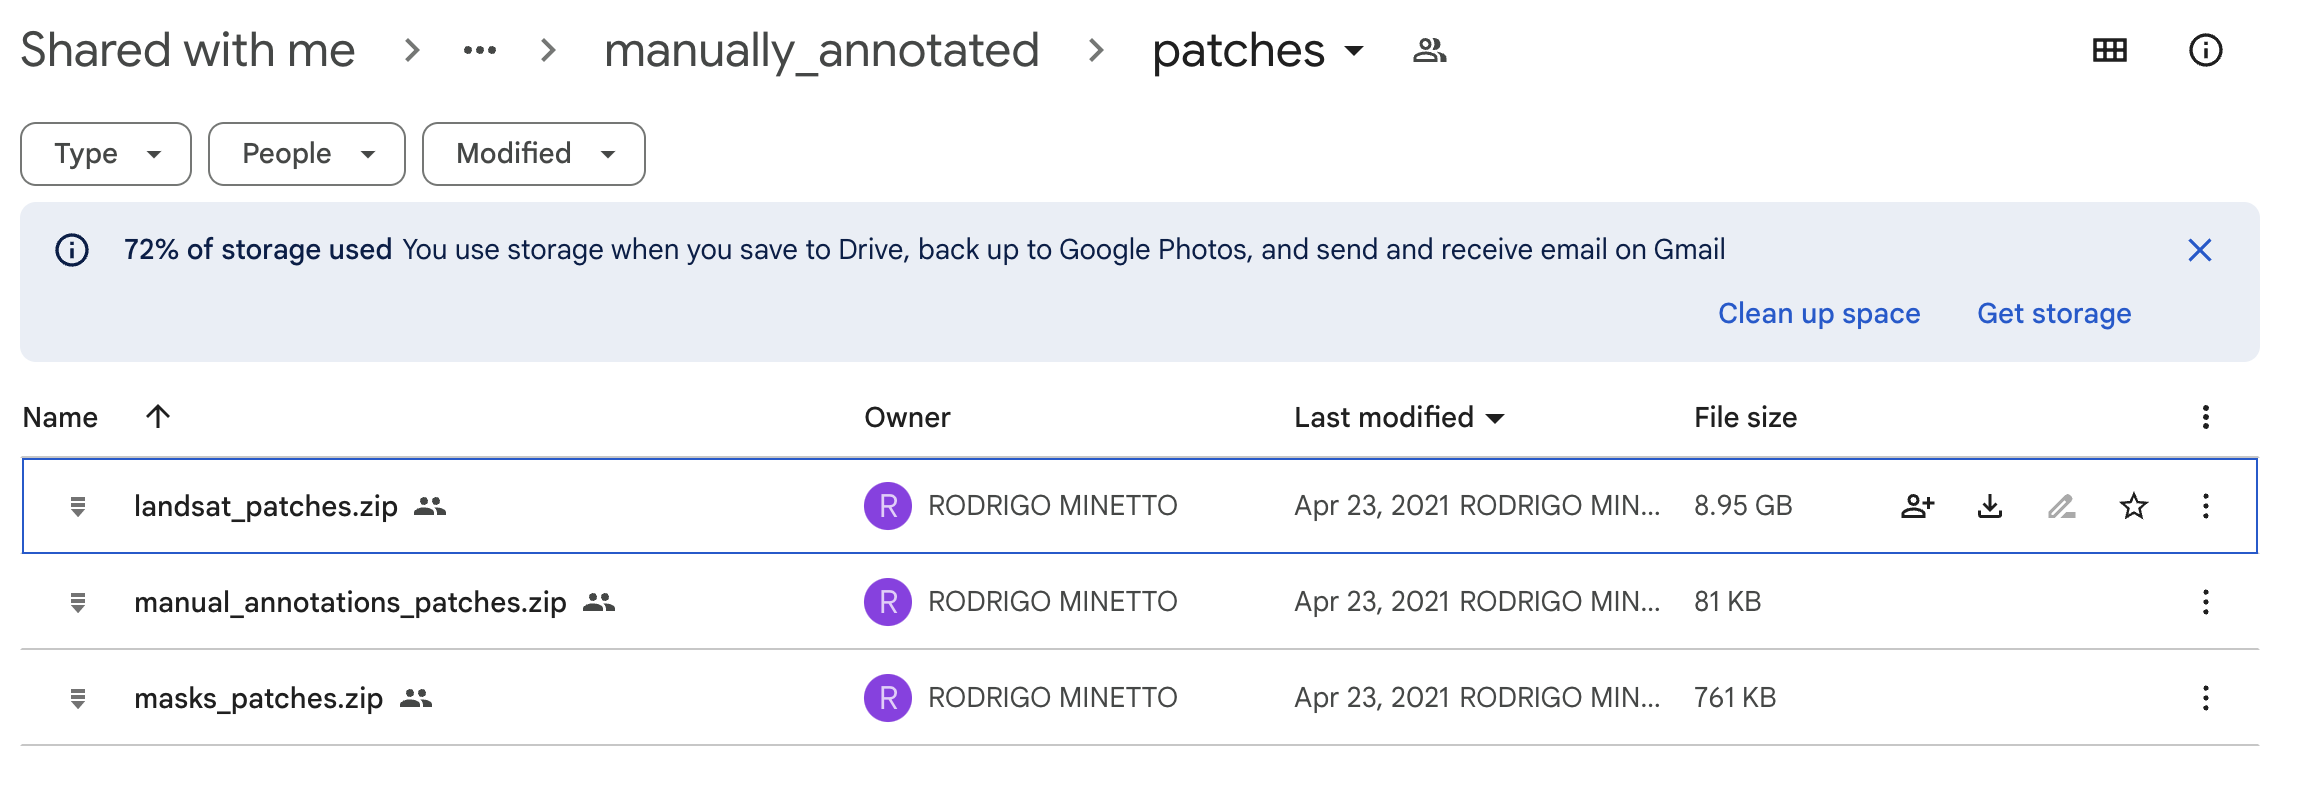 Shared with me > ... > manually_annotated > patches
Type People Modified
72% of storage used You use storage when you save to Drive, back up to Google Photos, and send and receive email on Gmail
Clean up space Get storage
Name Owner Last modified File size
landsat_patches.zip R RODRIGO MINETTO Apr 23, 2021 RODRIGO MIN... 8.95 GB
manual_annotations_patches.zip R RODRIGO MINETTO Apr 23, 2021 RODRIGO MIN... 81 KB
masks_patches.zip R RODRIGO MINETTO Apr 23, 2021 RODRIGO MIN... 761 KB